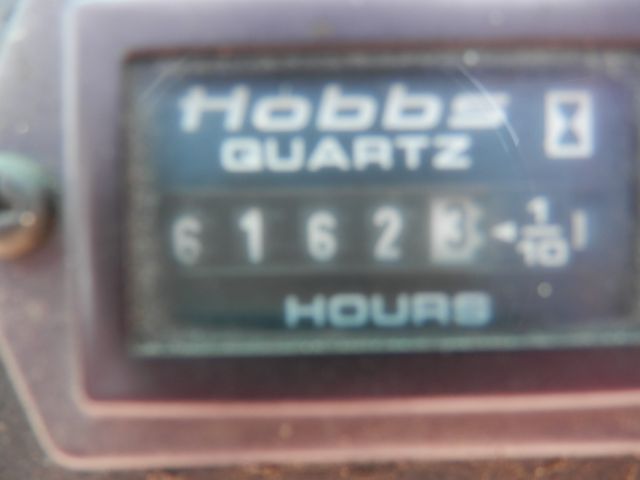 Hobbs
QUARTZ
6 1 6 2 3 ◄ 1/10
HOURS